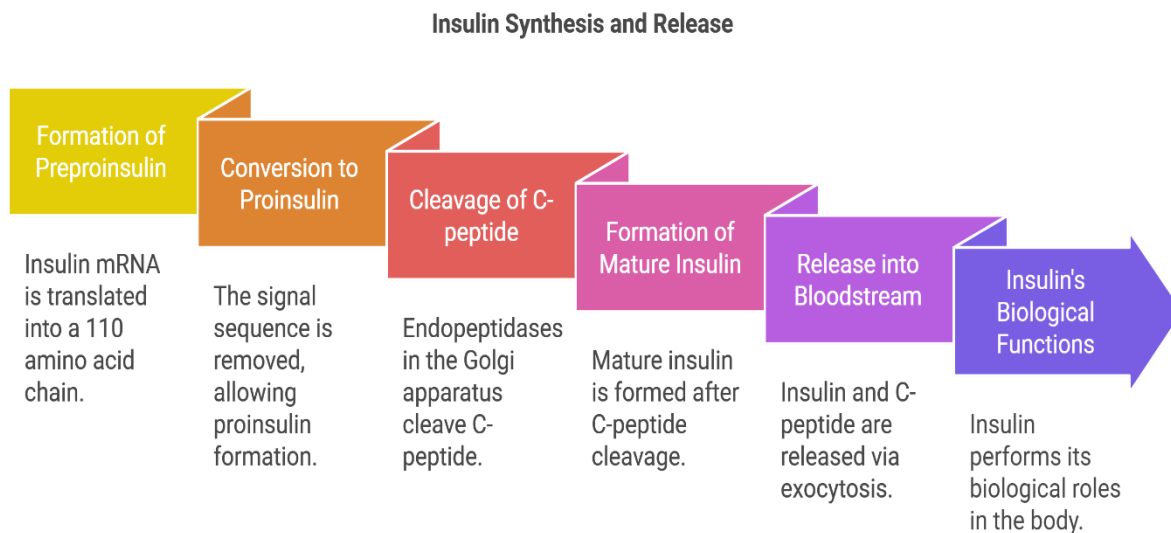 Insulin Synthesis and Release
Formation of
Preproinsulin
Insulin mRNA
is translated
into a 110
amino acid
chain.
Conversion to
Proinsulin
The signal
sequence is
removed,
allowing
proinsulin
formation.
Cleavage of C-
peptide
Endopeptidases
in the Golgi
apparatus
cleave C-
peptide.
Formation of
Mature Insulin
Mature insulin
is formed after
C-peptide
cleavage.
Release into
Bloodstream
Insulin and C-
peptide are
released via
exocytosis.
Insulin's
Biological
Functions
Insulin
performs its
biological roles
in the body.